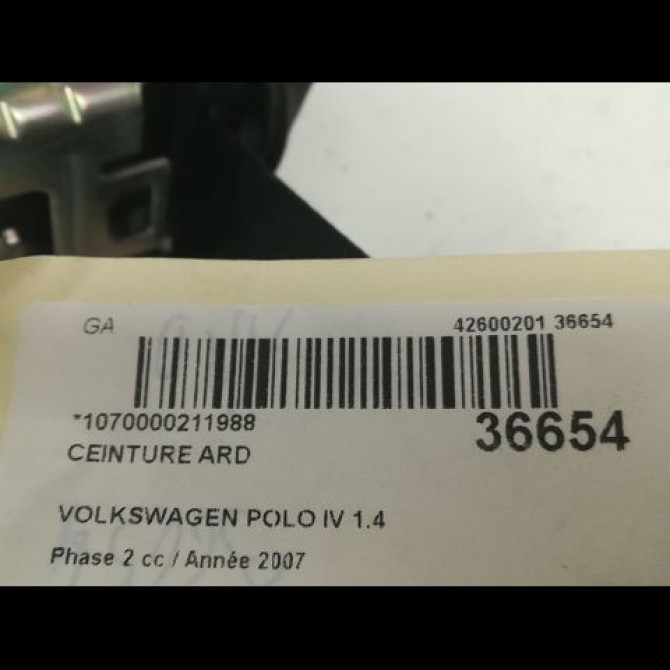 GA 42600201 36654
*1070000211988 36654
CEINTURE ARD
VOLKSWAGEN POLO IV 1.4
Phase 2 cc / Année 2007